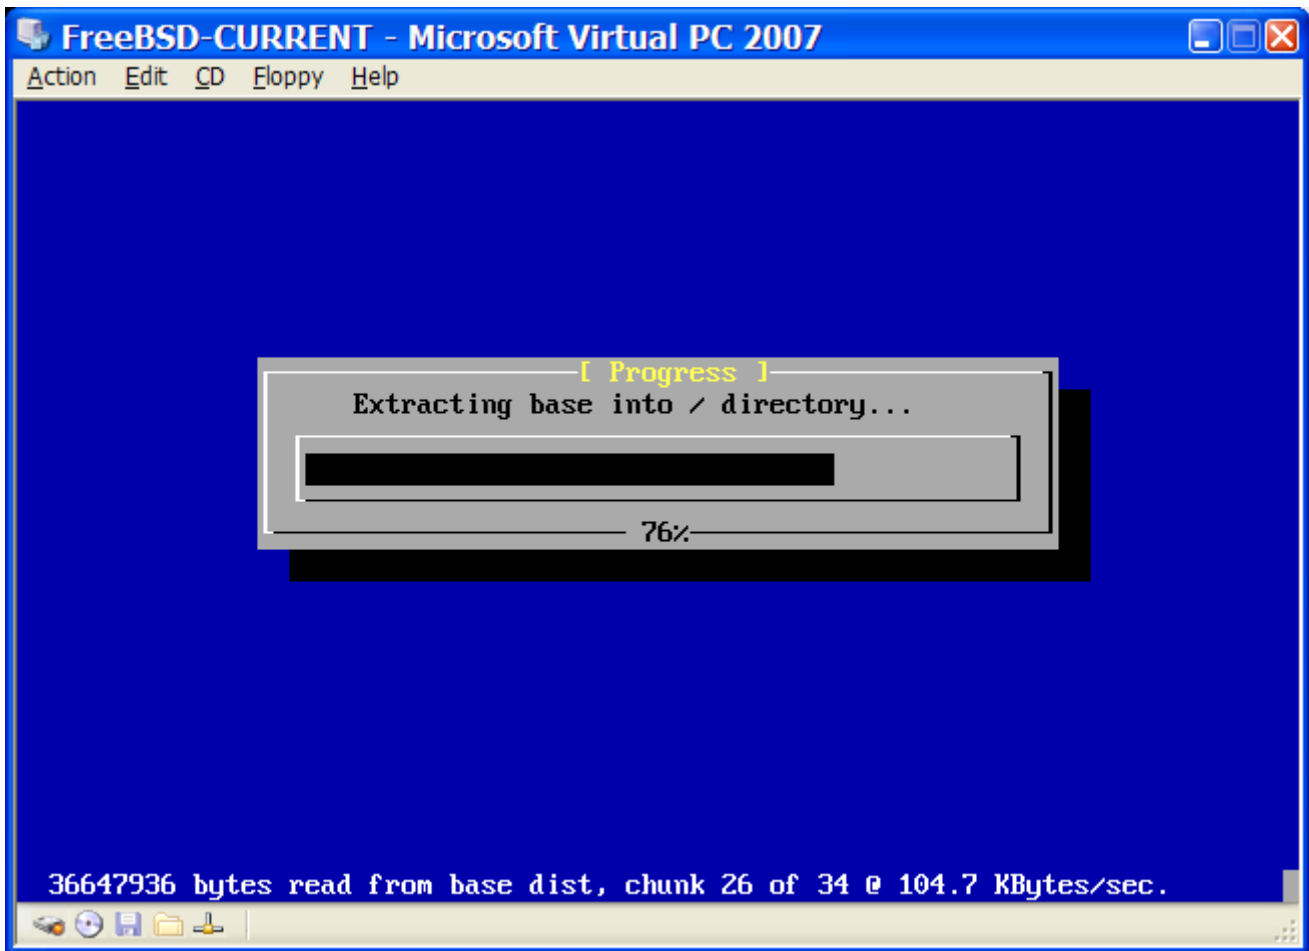 FreeBSD-CURRENT - Microsoft Virtual PC 2007
Action Edit CD Floppy Help
[ Progress ]
Extracting base into / directory...
76%
36647936 bytes read from base dist, chunk 26 of 34 @ 104.7 KBytes/sec.